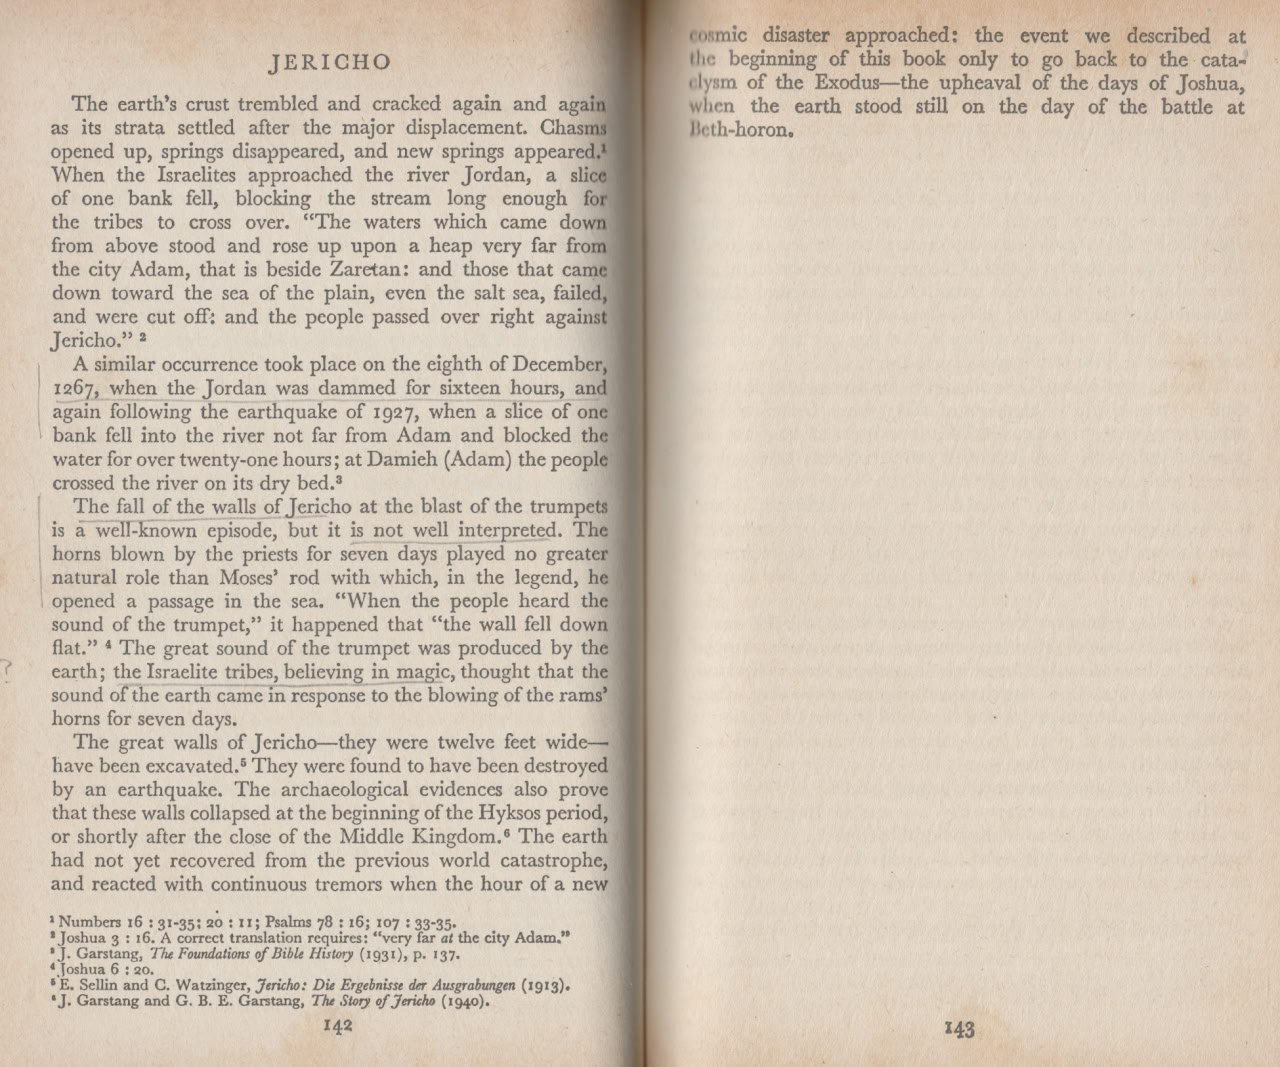 JERICHO
The earth's crust trembled and cracked again and again
as its strata settled after the major displacement. Chasms
opened up, springs disappeared, and new springs appeared.¹
When the Israelites approached the river Jordan, a slice
of one bank fell, blocking the stream long enough for
the tribes to cross over. “The waters which came down
from above stood and rose up upon a heap very far from
the city Adam, that is beside Zaretan: and those that came
down toward the sea of the plain, even the salt sea, failed,
and were cut off: and the people passed over right against
Jericho.” ²
A similar occurrence took place on the eighth of December,
1267, when the Jordan was dammed for sixteen hours, and
again following the earthquake of 1927, when a slice of one
bank fell into the river not far from Adam and blocked the
water for over twenty-one hours; at Damieh (Adam) the people
crossed the river on its dry bed.³
The fall of the walls of Jericho at the blast of the trumpets
is a well-known episode, but it is not well interpreted. The
horns blown by the priests for seven days played no greater
natural role than Moses' rod with which, in the legend, he
opened a passage in the sea. “When the people heard the
sound of the trumpet,” it happened that “the wall fell down
flat.” ⁴ The great sound of the trumpet was produced by the
? earth; the Israelite tribes, believing in magic, thought that the
sound of the earth came in response to the blowing of the rams'
horns for seven days.
The great walls of Jericho—they were twelve feet wide—
have been excavated.⁵ They were found to have been destroyed
by an earthquake. The archaeological evidences also prove
that these walls collapsed at the beginning of the Hyksos period,
or shortly after the close of the Middle Kingdom.⁶ The earth
had not yet recovered from the previous world catastrophe,
and reacted with continuous tremors when the hour of a new
¹ Numbers 16 : 31-35; 20 : 11; Psalms 78 : 16; 107 : 33-35.
² Joshua 3 : 16. A correct translation requires: “very far at the city Adam.”
³ J. Garstang, The Foundations of Bible History (1931), p. 137.
⁴ Joshua 6 : 20.
⁵ E. Sellin and C. Watzinger, Jericho: Die Ergebnisse der Ausgrabungen (1913).
⁶ J. Garstang and G. B. E. Garstang, The Story of Jericho (1940).
142
cosmic disaster approached: the event we described at
the beginning of this book only to go back to the cata-
clysm of the Exodus—the upheaval of the days of Joshua,
when the earth stood still on the day of the battle at
Beth-horon.
143